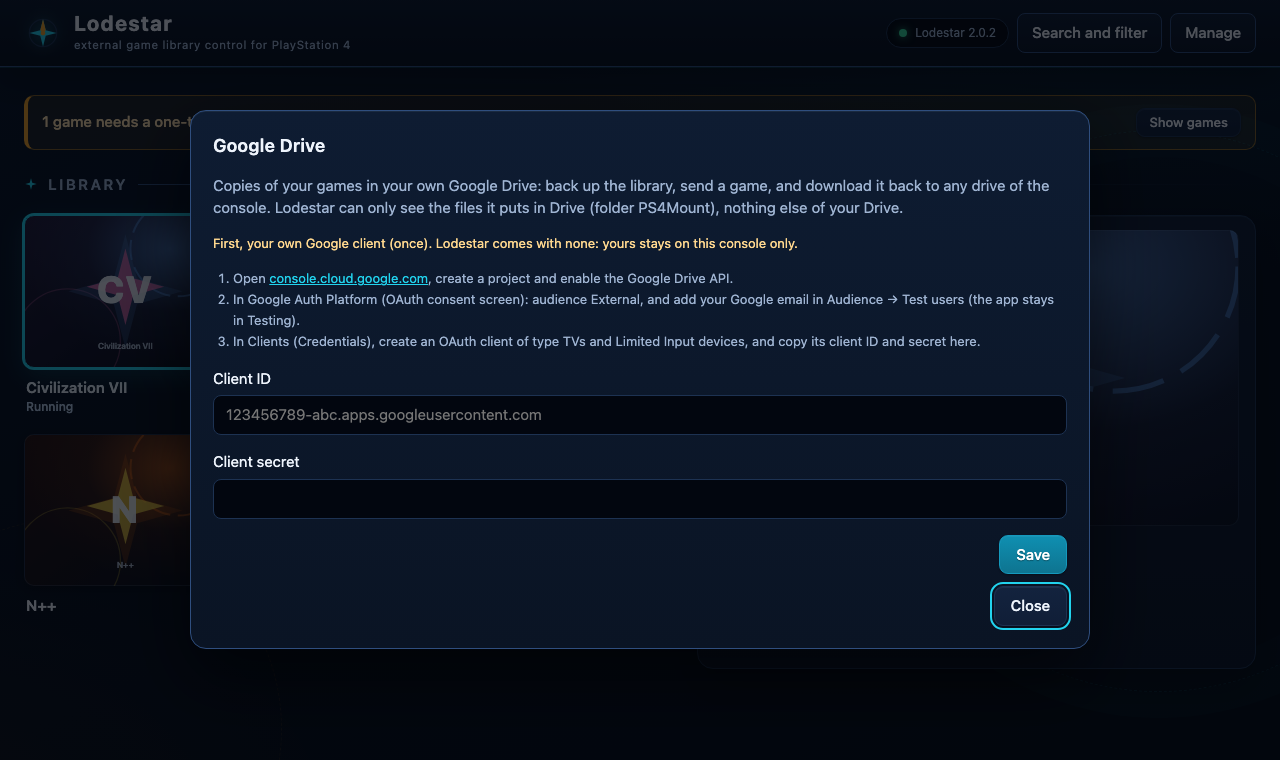 Lodestar
external game library control for PlayStation 4
Lodestar 2.0.2
Search and filter
Manage
1 game needs a one-t
Show games
LIBRARY
Google Drive
Copies of your games in your own Google Drive: back up the library, send a game, and download it back to any drive of the
console. Lodestar can only see the files it puts in Drive (folder PS4Mount), nothing else of your Drive.
First, your own Google client (once). Lodestar comes with none: yours stays on this console only.
1. Open console.cloud.google.com, create a project and enable the Google Drive API.
2. In Google Auth Platform (OAuth consent screen): audience External, and add your Google email in Audience → Test users (the app stays
in Testing).
3. In Clients (Credentials), create an OAuth client of type TVs and Limited Input devices, and copy its client ID and secret here.
Client ID
123456789-abc.apps.googleusercontent.com
Client secret
Save
Close
CV
Civilization VII
Civilization VII
Running
N
N++
N++